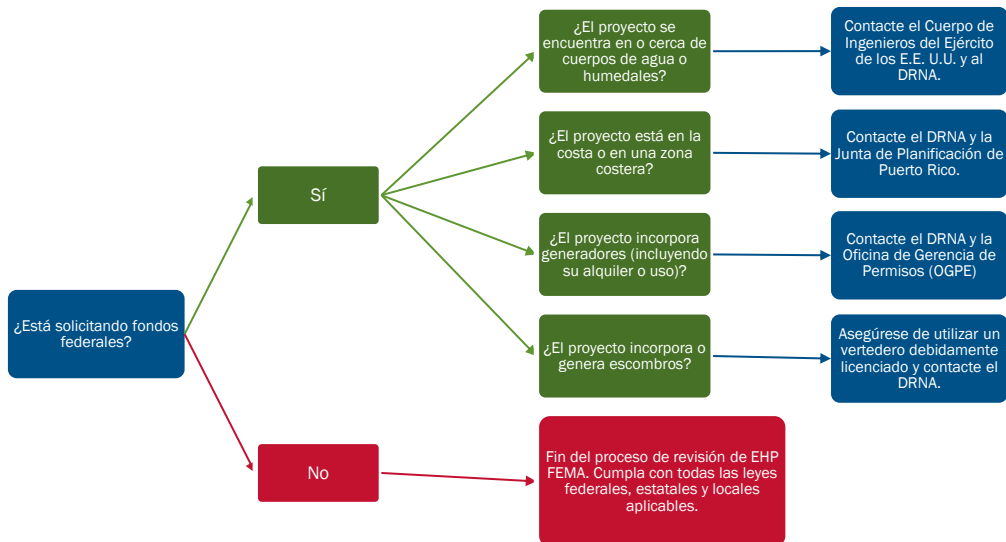 ¿Está solicitando fondos
federales?
Sí
¿El proyecto se
encuentra en o cerca de
cuerpos de agua o
humedales?
Contacte el Cuerpo de
Ingenieros del Ejército
de los E.E. U.U. y al
DRNA.
¿El proyecto está en la
costa o en una zona
costera?
Contacte el DRNA y la
Junta de Planificación de
Puerto Rico.
¿El proyecto incorpora
generadores (incluyendo
su alquiler o uso)?
Contacte el DRNA y la
Oficina de Gerencia de
Permisos (OGPE)
¿El proyecto incorpora o
genera escombros?
Asegúrese de utilizar un
vertedero debidamente
licenciado y contacte el
DRNA.
No
Fin del proceso de revisión de EHP
FEMA. Cumpla con todas las leyes
federales, estatales y locales
aplicables.